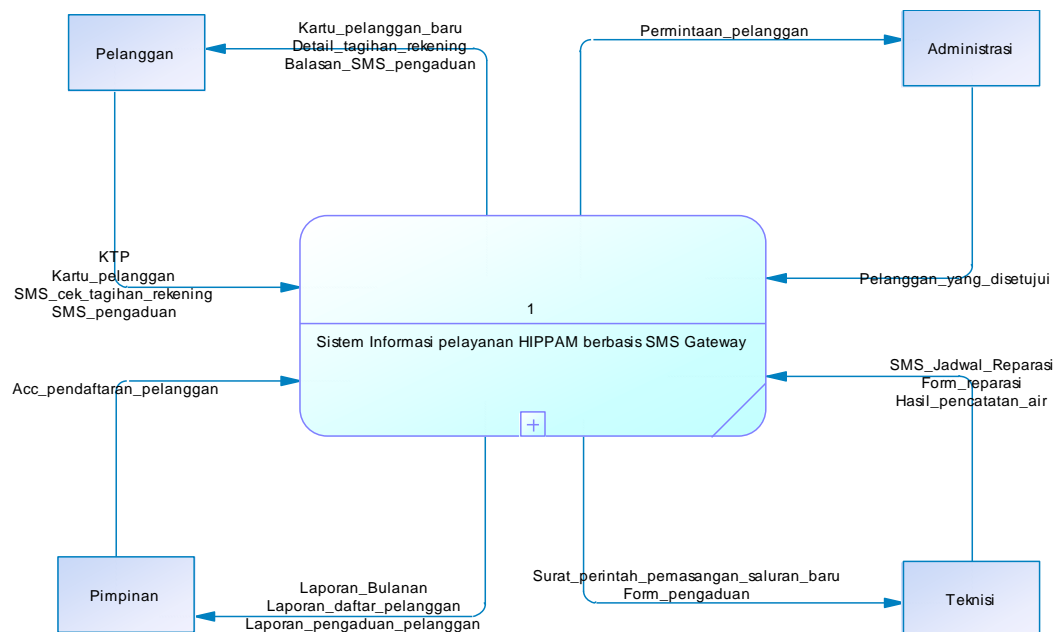 Pelanggan
Kartu_pelanggan_baru
Detail_tagihan_rekening
Balasan_SMS_pengaduan
Permintaan_pelanggan
Administrasi
KTP
Kartu_pelanggan
SMS_cek_tagihan_rekening
SMS_pengaduan
Pelanggan_yang_disetujui
1
Sistem Informasi pelayanan HIPPAM berbasis SMS Gateway
Acc_pendaftaran_pelanggan
SMS_Jadwal_Reparasi
Form_reparasi
Hasil_pencatatan_air
Pimpinan
Laporan_Bulanan
Laporan_daftar_pelanggan
Laporan_pengaduan_pelanggan
Surat_perintah_pemasangan_saluran_baru
Form_pengaduan
Teknisi